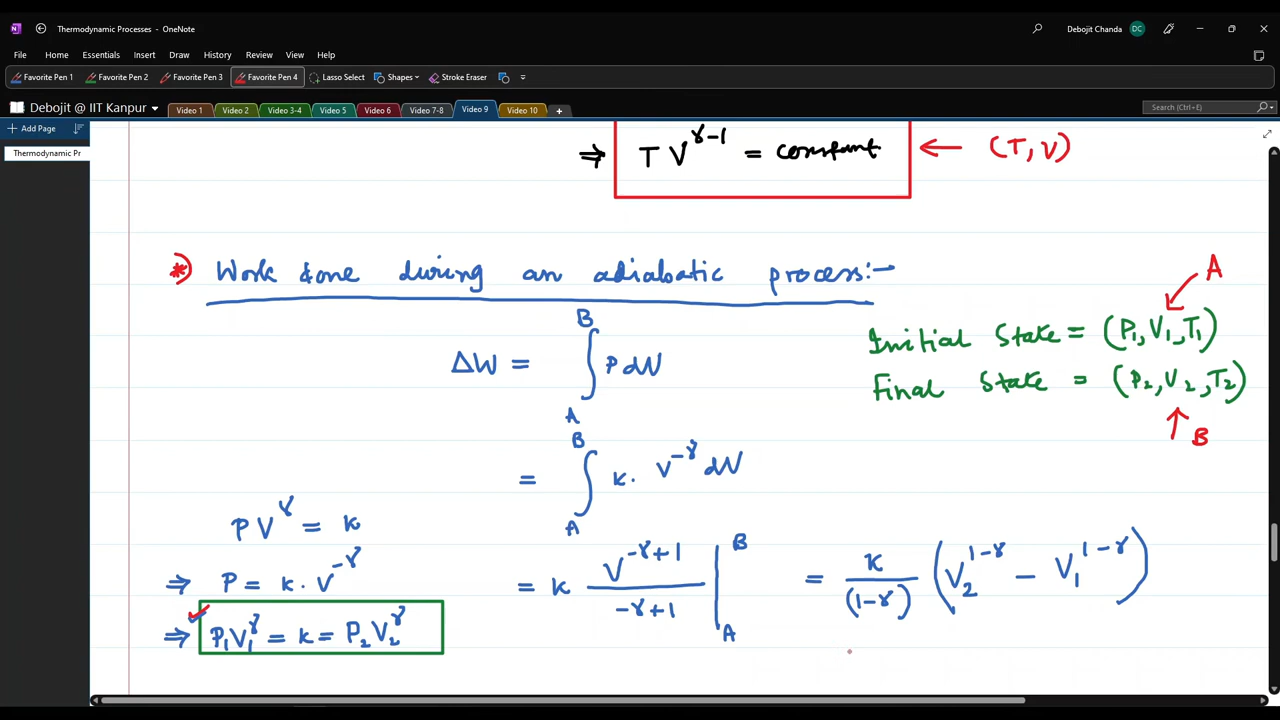 Thermodynamic Processes - OneNote
Debojit Chanda DC
File Home Essentials Insert Draw History Review View Help
Favorite Pen 1 Favorite Pen 2 Favorite Pen 3 Favorite Pen 4 Lasso Select Shapes Stroke Eraser
Debojit @ IIT Kanpur Video 1 Video 2 Video 3-4 Video 5 Video 6 Video 7-8 Video 9 Video 10 Search (Ctrl+E)
+ Add Page
Thermodynamic Pr
⇒ T V^{γ-1} = constant ← (T, V)
*) Work done during an adiabatic process:-
A
Initial State = (P₁, V₁, T₁)
ΔW = ∫_A^B P dV
Final State = (P₂, V₂, T₂)
B
= ∫_A^B K. V^{-γ} dV
P V^γ = K
⇒ P = K. V^{-γ}
= K V^{-γ+1}/(-γ+1) |_A^B = K/(1-γ) (V₂^{1-γ} - V₁^{1-γ})
⇒ P₁V₁^γ = K = P₂V₂^γ